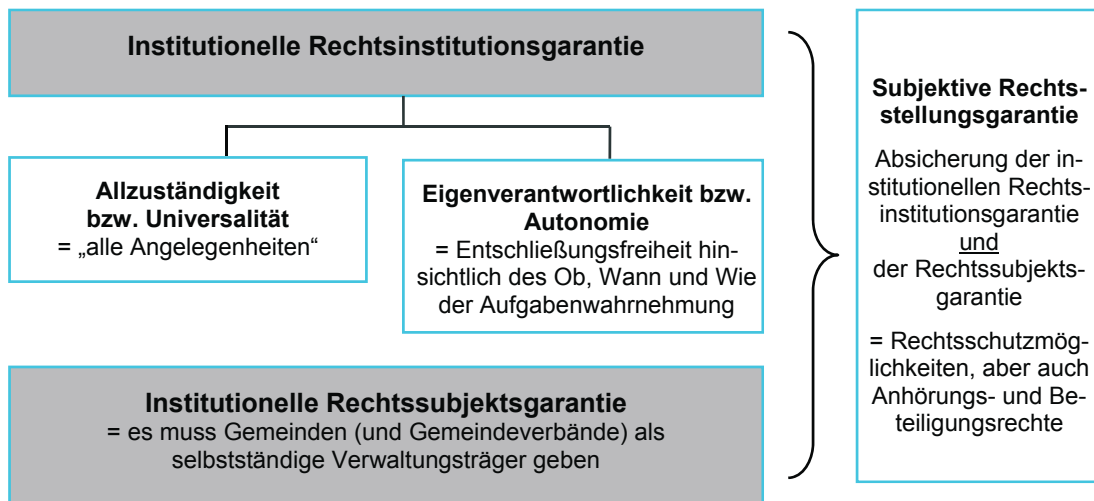 Institutionelle Rechtsinstitutionsgarantie
Allzuständigkeit
bzw. Universalität
= „alle Angelegenheiten“
Eigenverantwortlichkeit bzw.
Autonomie
= Entschließungsfreiheit hin-
sichtlich des Ob, Wann und Wie
der Aufgabenwahrnehmung
Institutionelle Rechtssubjektsgarantie
= es muss Gemeinden (und Gemeindeverbände) als
selbstständige Verwaltungsträger geben
Subjektive Rechts-
stellungsgarantie
Absicherung der in-
stitutionellen Rechts-
institutionsgarantie
und
der Rechtssubjekts-
garantie
= Rechtsschutzmög-
lichkeiten, aber auch
Anhörungs- und Be-
teiligungsrechte